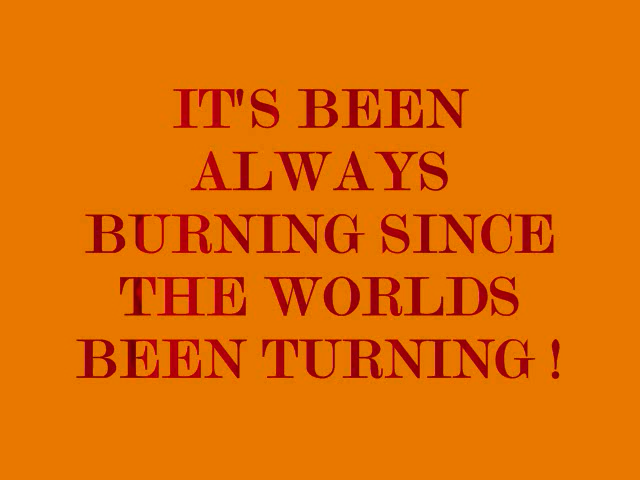 IT'S BEEN
ALWAYS
BURNING SINCE
THE WORLDS
BEEN TURNING !